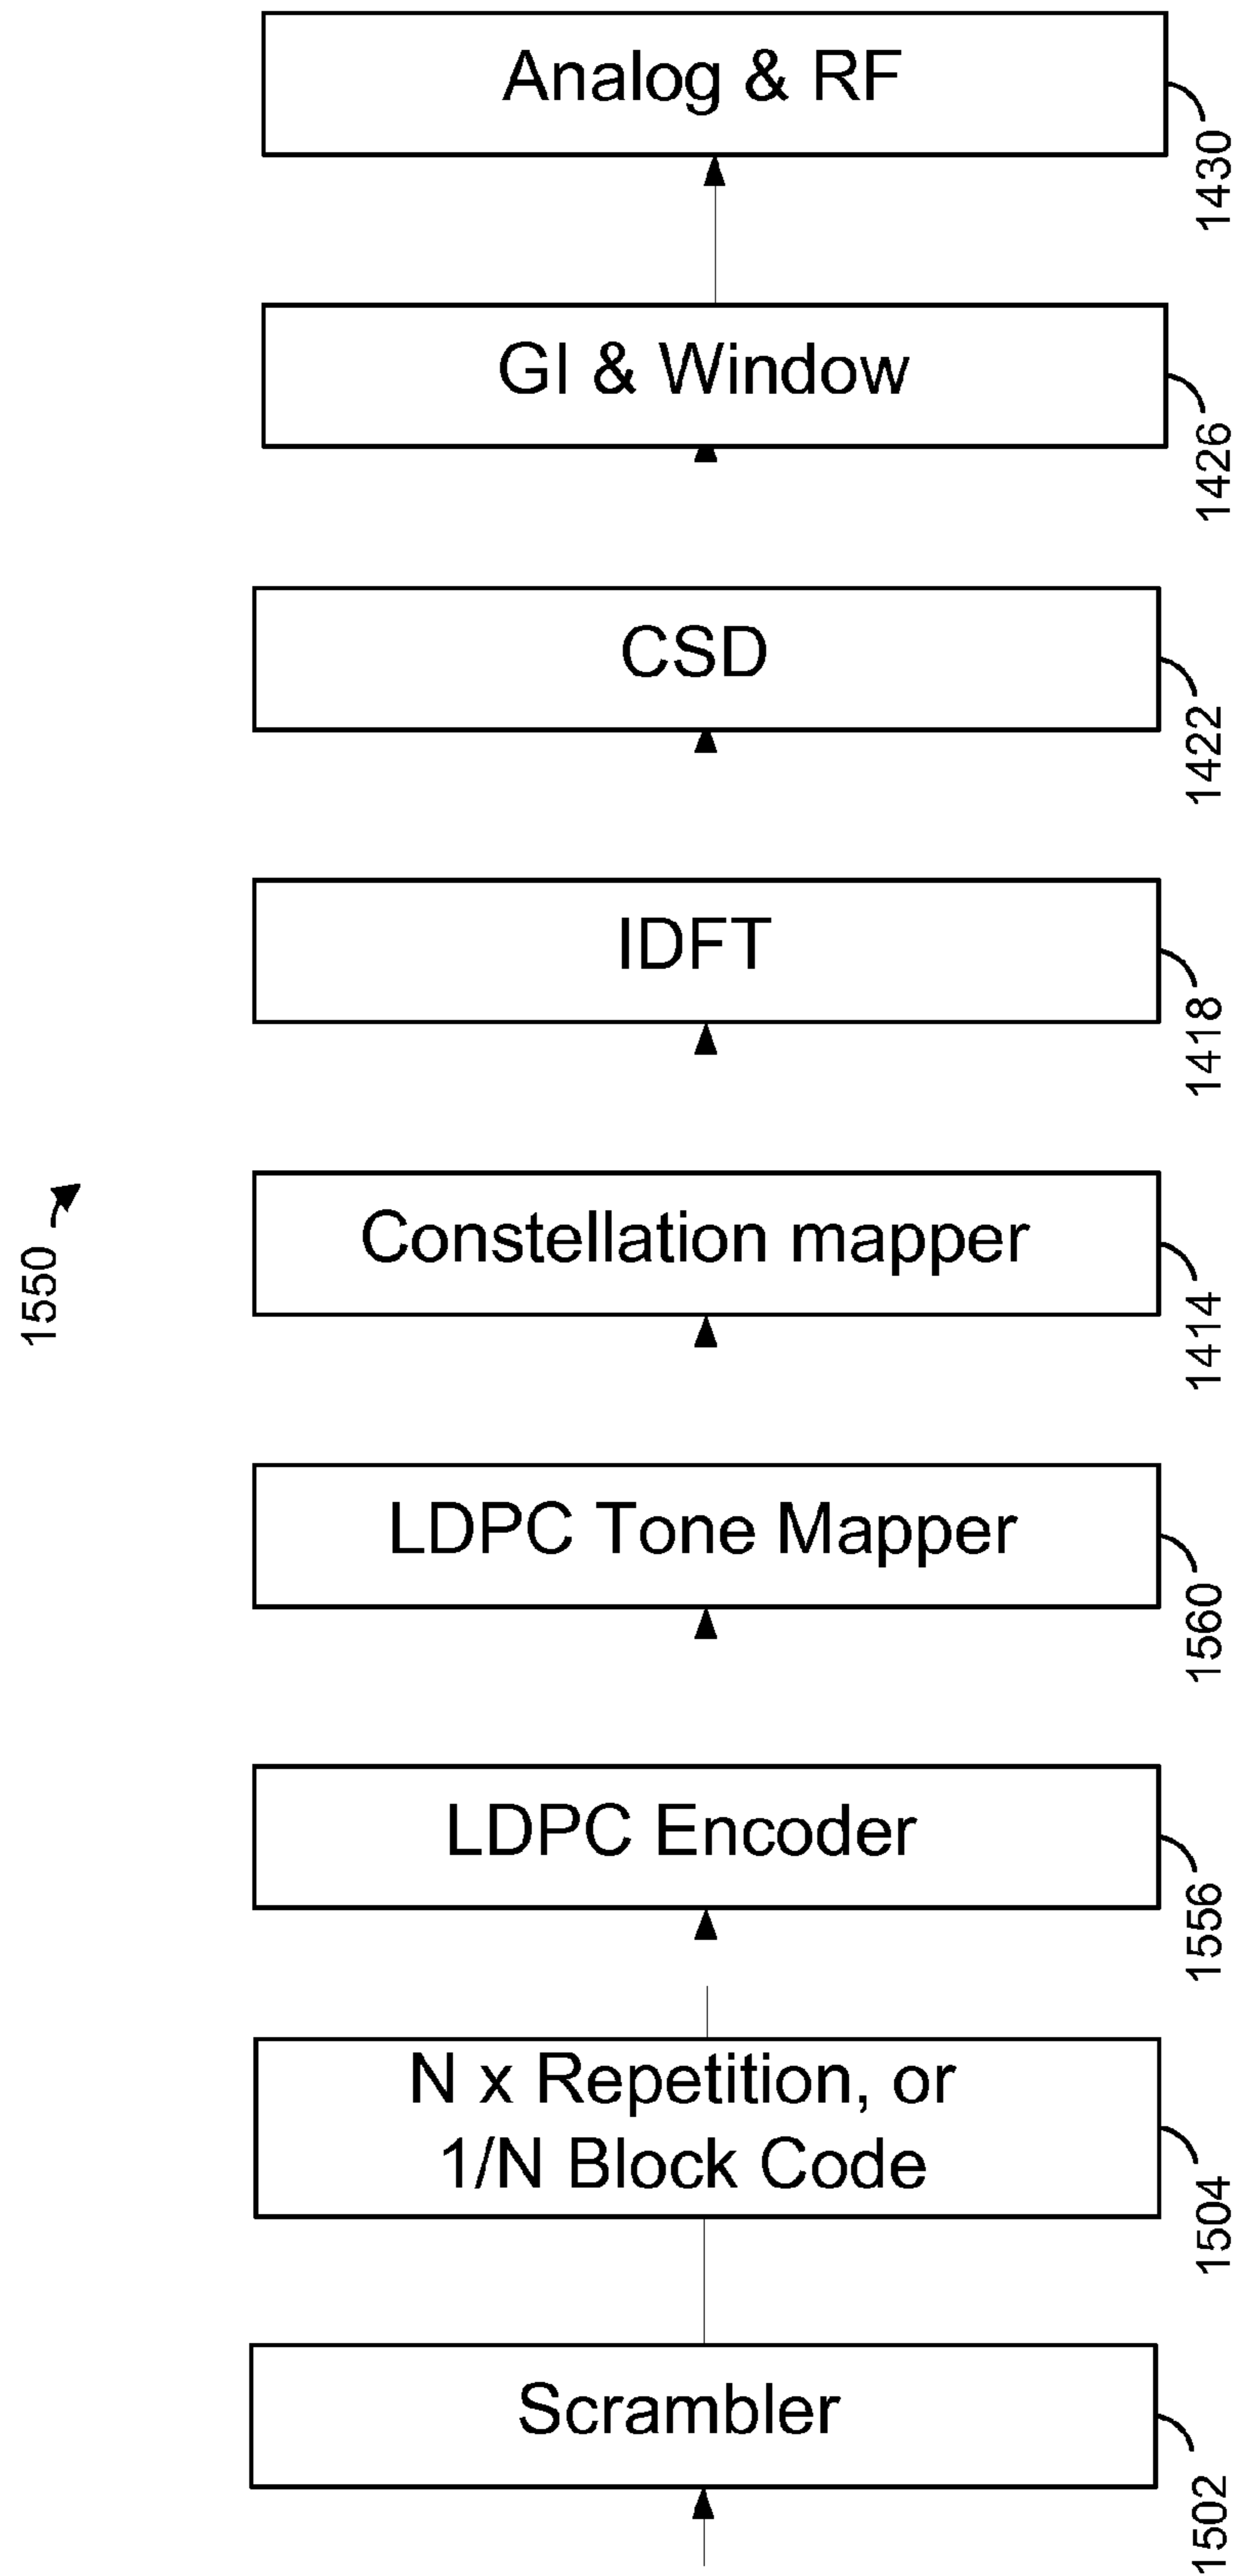 Analog & RF
1430
GI & Window
1426
CSD
1422
IDFT
1418
1550
Constellation mapper
1414
LDPC Tone Mapper
1560
LDPC Encoder
1556
N x Repetition, or
1/N Block Code
1504
Scrambler
1502